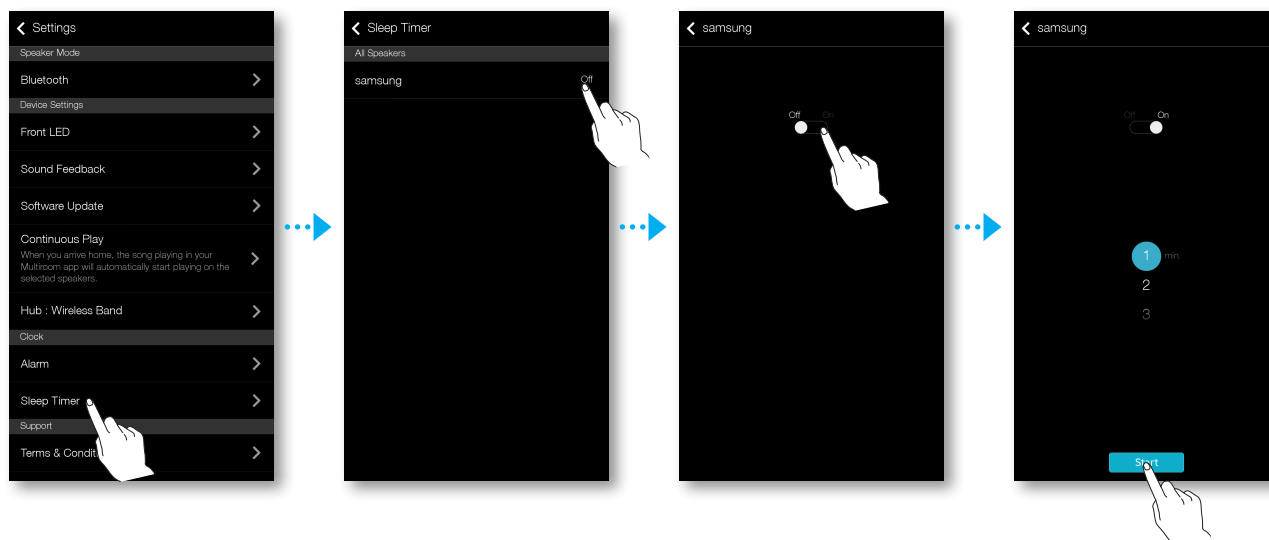 Settings
Speaker Mode
Bluetooth
Device Settings
Front LED
Sound Feedback
Software Update
Continuous Play
When you arrive home, the song playing in your
Multiroom app will automatically start playing on the
selected speakers.
Hub : Wireless Band
Clock
Alarm
Sleep Timer
Support
Terms &
Sleep Timer
All Speakers
samsung
Off
samsung
Off On
samsung
Off On
1 min.
2
3
Start